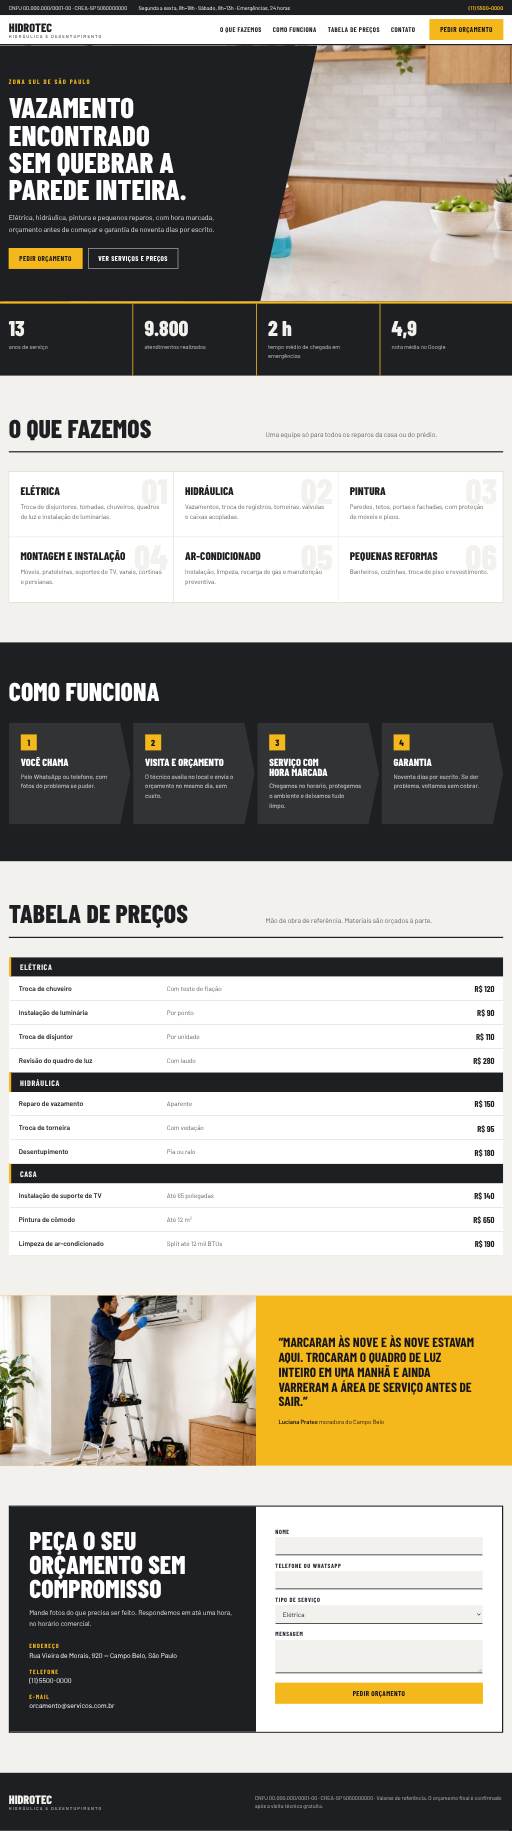 CNPJ 00.000.000/0001-00 · CREA-SP 5060000000 Segunda a sexta, 8h–18h · Sábado, 8h–13h · Emergências, 24 horas (11) 5500-0000
HIDROTEC
HIDRÁULICA E DESENTUPIMENTO
O QUE FAZEMOS COMO FUNCIONA TABELA DE PREÇOS CONTATO PEDIR ORÇAMENTO
ZONA SUL DE SÃO PAULO
VAZAMENTO
ENCONTRADO
SEM QUEBRAR A
PAREDE INTEIRA.
Elétrica, hidráulica, pintura e pequenos reparos, com hora marcada,
orçamento antes de começar e garantia de noventa dias por escrito.
PEDIR ORÇAMENTO VER SERVIÇOS E PREÇOS
13
anos de serviço
9.800
atendimentos realizados
2 h
tempo médio de chegada em
emergências
4,9
nota média no Google
O QUE FAZEMOS
Uma equipe só para todos os reparos da casa ou do prédio.
01
ELÉTRICA
Troca de disjuntores, tomadas, chuveiros, quadros
de luz e instalação de luminárias.
02
HIDRÁULICA
Vazamentos, troca de registros, torneiras, válvulas
e caixas acopladas.
03
PINTURA
Paredes, tetos, portas e fachadas, com proteção
de móveis e pisos.
04
MONTAGEM E INSTALAÇÃO
Móveis, prateleiras, suportes de TV, varais, cortinas
e persianas.
05
AR-CONDICIONADO
Instalação, limpeza, recarga de gás e manutenção
preventiva.
06
PEQUENAS REFORMAS
Banheiros, cozinhas, troca de piso e revestimento.
COMO FUNCIONA
1
VOCÊ CHAMA
Pelo WhatsApp ou telefone, com
fotos do problema se puder.
2
VISITA E ORÇAMENTO
O técnico avalia no local e envia o
orçamento no mesmo dia, sem
custo.
3
SERVIÇO COM
HORA MARCADA
Chegamos no horário, protegemos
o ambiente e deixamos tudo
limpo.
4
GARANTIA
Noventa dias por escrito. Se der
problema, voltamos sem cobrar.
TABELA DE PREÇOS
Mão de obra de referência. Materiais são orçados à parte.
ELÉTRICA
Troca de chuveiro Com teste de fiação R$ 120
Instalação de luminária Por ponto R$ 90
Troca de disjuntor Por unidade R$ 110
Revisão do quadro de luz Com laudo R$ 280
HIDRÁULICA
Reparo de vazamento Aparente R$ 150
Troca de torneira Com vedação R$ 95
Desentupimento Pia ou ralo R$ 180
CASA
Instalação de suporte de TV Até 65 polegadas R$ 140
Pintura de cômodo Até 12 m² R$ 650
Limpeza de ar-condicionado Split até 12 mil BTUs R$ 190
“MARCARAM ÀS NOVE E ÀS NOVE ESTAVAM
AQUI. TROCARAM O QUADRO DE LUZ
INTEIRO EM UMA MANHÃ E AINDA
VARRERAM A ÁREA DE SERVIÇO ANTES DE
SAIR.”
Luciana Prates moradora do Campo Belo
PEÇA O SEU
ORÇAMENTO SEM
COMPROMISSO
Mande fotos do que precisa ser feito. Respondemos em até uma hora,
no horário comercial.
ENDEREÇO
Rua Vieira de Morais, 920 — Campo Belo, São Paulo
TELEFONE
(11) 5500-0000
E-MAIL
orcamento@servicos.com.br
NOME
TELEFONE OU WHATSAPP
TIPO DE SERVIÇO
Elétrica
MENSAGEM
PEDIR ORÇAMENTO
HIDROTEC
HIDRÁULICA E DESENTUPIMENTO
CNPJ 00.000.000/0001-00 · CREA-SP 5060000000 · Valores de referência. O orçamento final é confirmado
após a visita técnica gratuita.